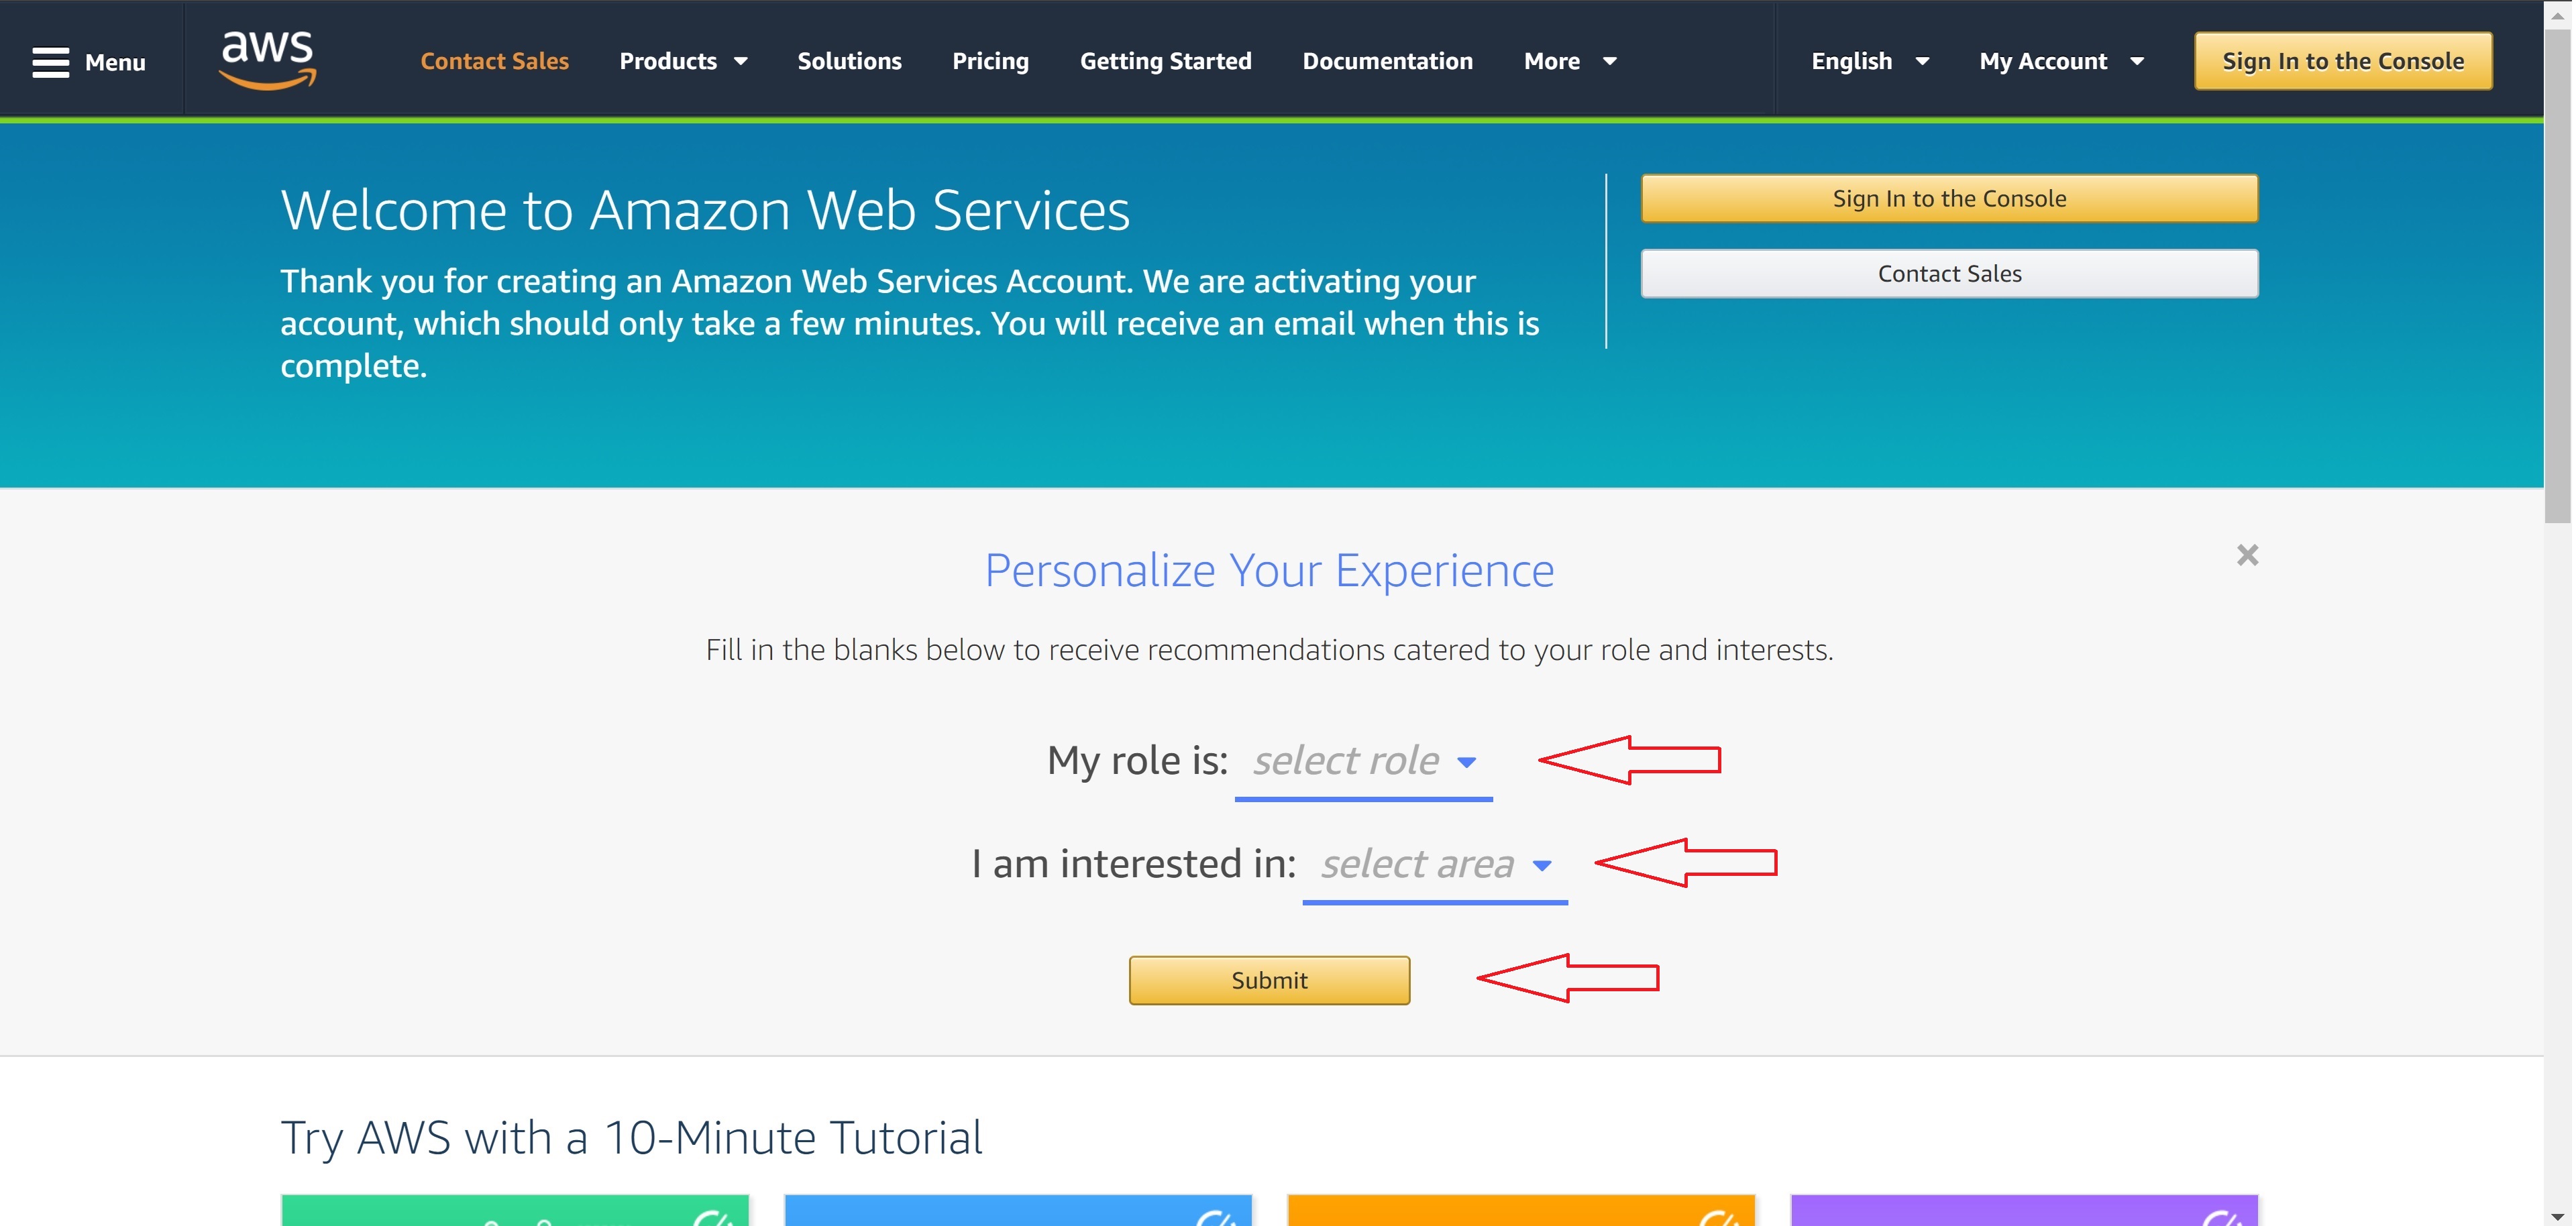 Menu
aws
Contact Sales
Products
Solutions
Pricing
Getting Started
Documentation
More
English
My Account
Sign In to the Console
Welcome to Amazon Web Services
Thank you for creating an Amazon Web Services Account. We are activating your
account, which should only take a few minutes. You will receive an email when this is
complete.
Sign In to the Console
Contact Sales
Personalize Your Experience
Fill in the blanks below to receive recommendations catered to your role and interests.
My role is: select role
I am interested in: select area
Submit
Try AWS with a 10-Minute Tutorial